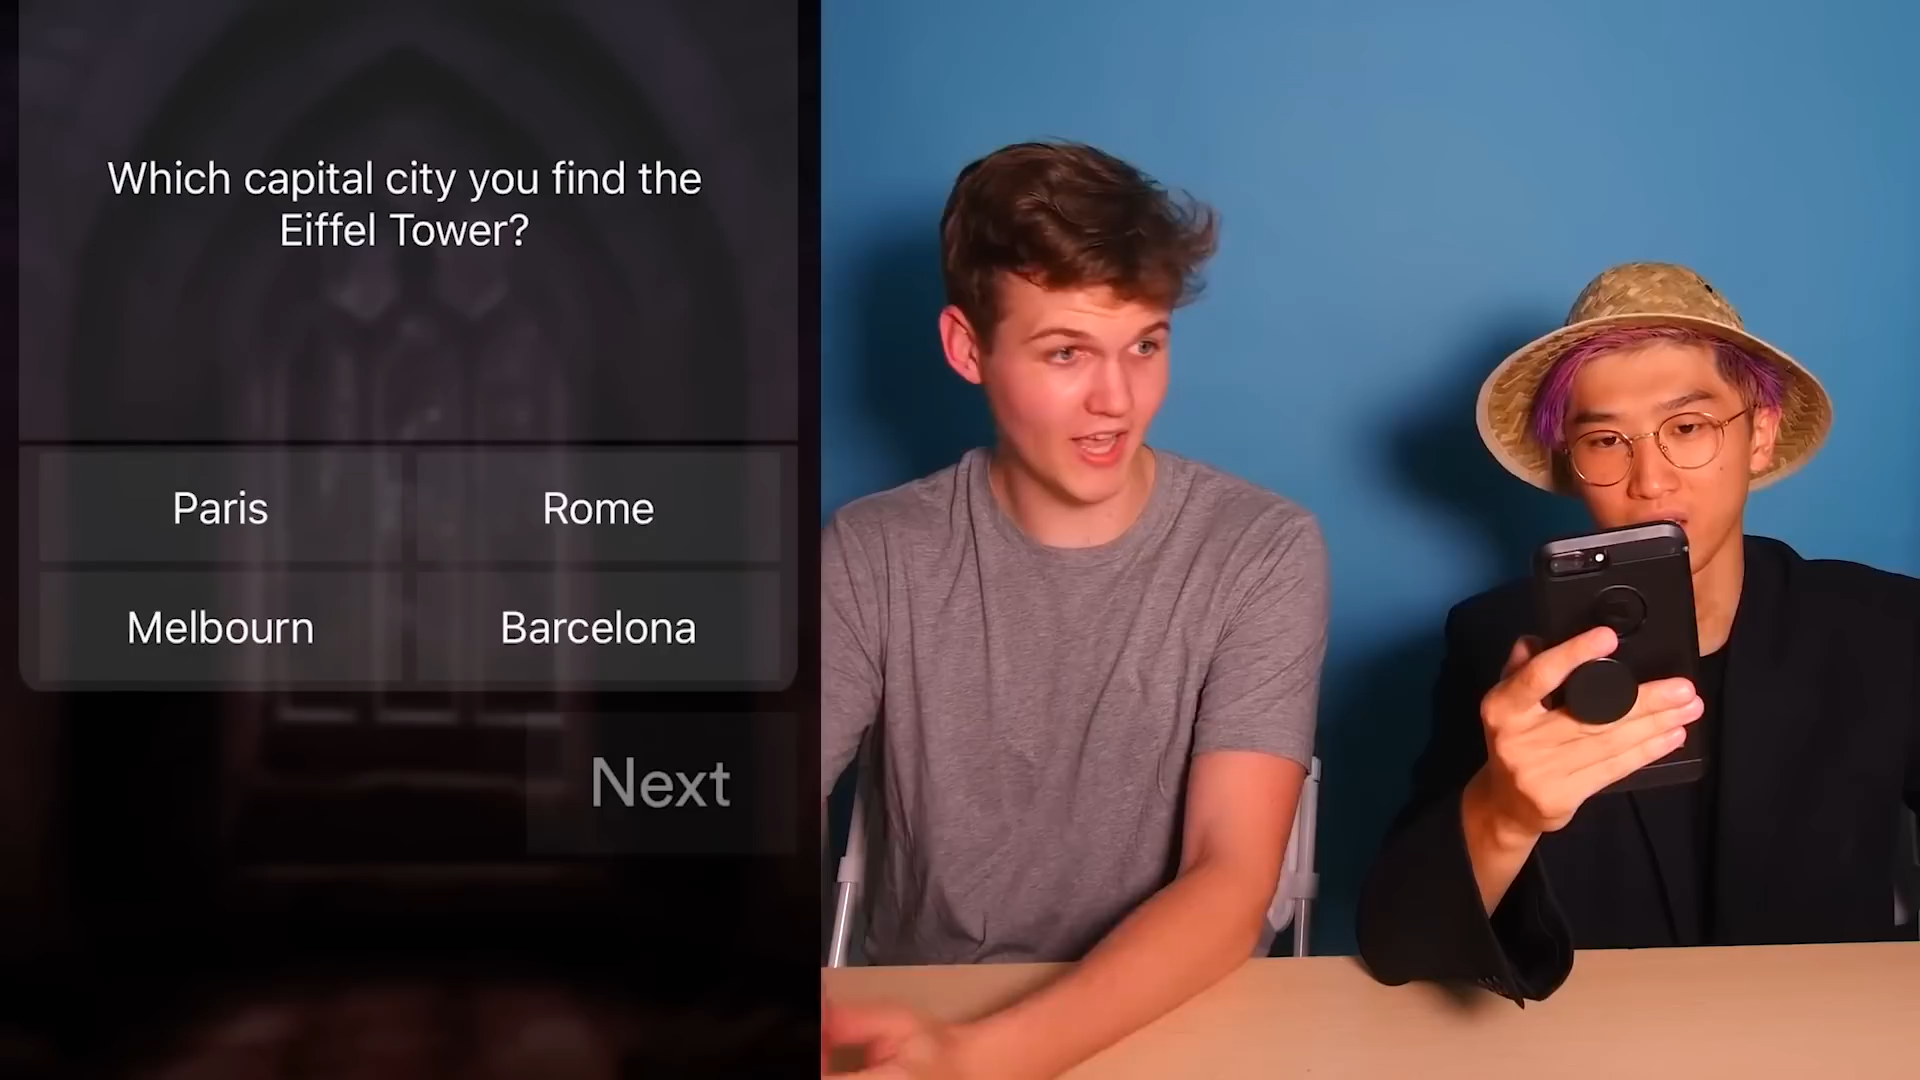 Which capital city you find the
Eiffel Tower?
Paris
Rome
Melbourn
Barcelona
Next